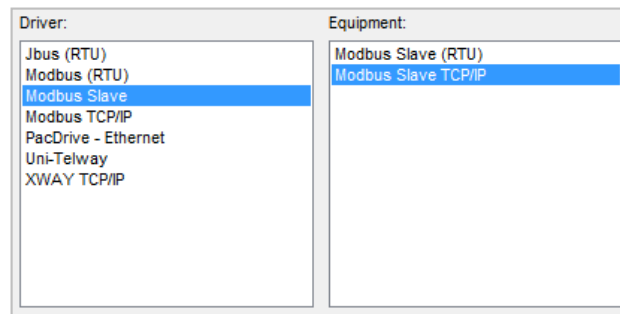 Driver:
Jbus (RTU)
Modbus (RTU)
Modbus Slave
Modbus TCP/IP
PacDrive - Ethernet
Uni-Telway
XWAY TCP/IP
Equipment:
Modbus Slave (RTU)
Modbus Slave TCP/IP